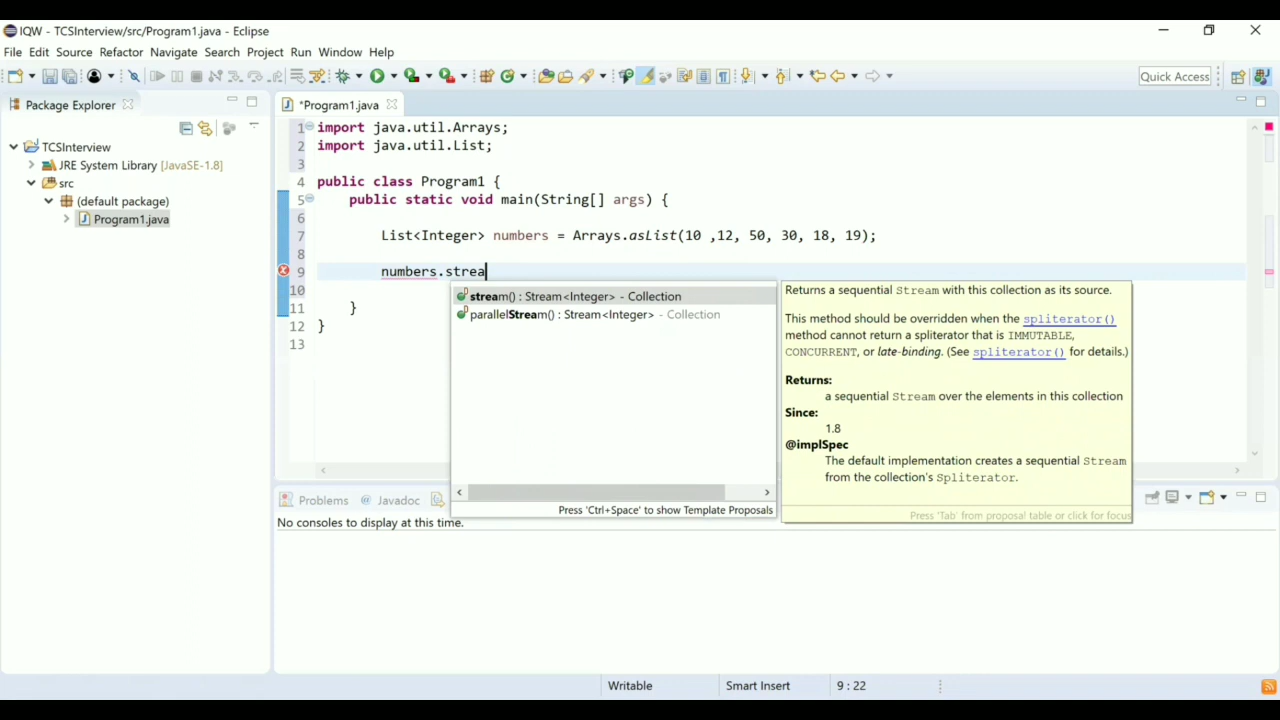 IQW - TCSInterview/src/Program1.java - Eclipse
File Edit Source Refactor Navigate Search Project Run Window Help
Quick Access
Package Explorer
TCSInterview
JRE System Library [JavaSE-1.8]
src
(default package)
Program1.java
*Program1.java
1 import java.util.Arrays;
2 import java.util.List;
3
4 public class Program1 {
5 public static void main(String[] args) {
6
7 List<Integer> numbers = Arrays.asList(10 ,12, 50, 30, 18, 19);
8
9 numbers.strea
10
11 }
12 }
13
stream() : Stream<Integer> - Collection
parallelStream() : Stream<Integer> - Collection
Press 'Ctrl+Space' to show Template Proposals
Returns a sequential Stream with this collection as its source.
This method should be overridden when the spliterator()
method cannot return a spliterator that is IMMUTABLE,
CONCURRENT, or late-binding. (See spliterator() for details.)
Returns:
a sequential Stream over the elements in this collection
Since:
1.8
@implSpec
The default implementation creates a sequential Stream
from the collection's Spliterator.
Press 'Tab' from proposal table or click for focus
Problems Javadoc
No consoles to display at this time.
Writable Smart Insert 9 : 22